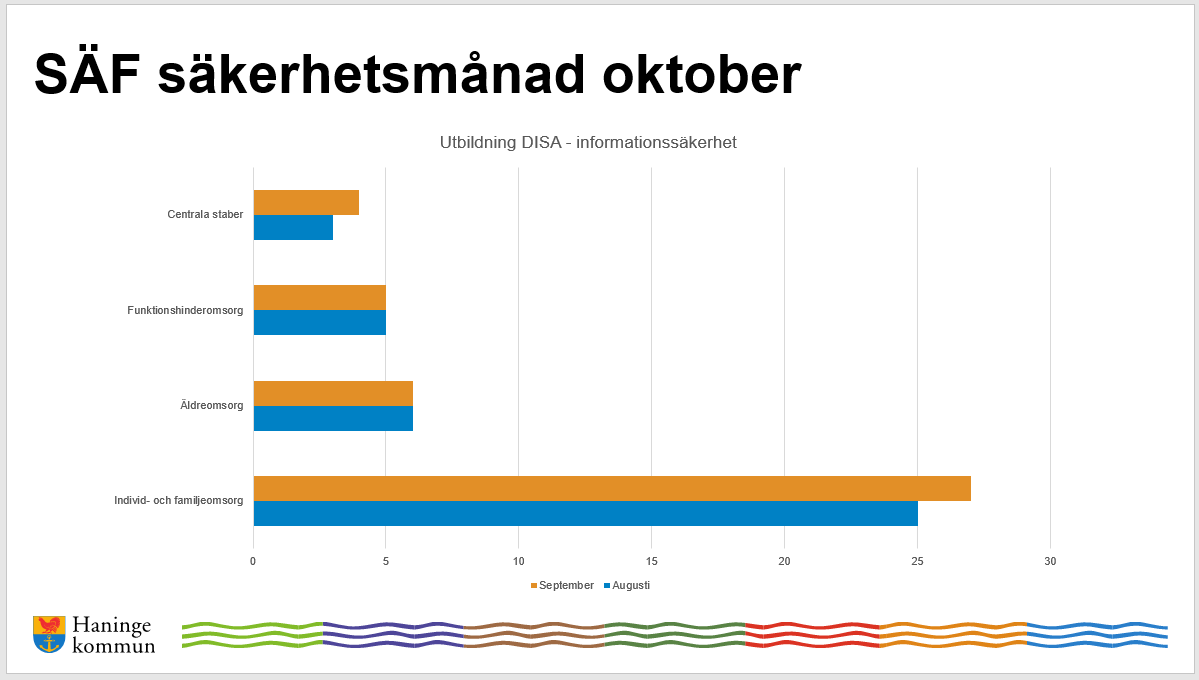 SÄF säkerhetsmånad oktober
Utbildning DISA - informationssäkerhet
Centrala staber
Funktionshinderomsorg
Äldreomsorg
Individ- och familjeomsorg
0 5 10 15 20 25 30
September Augusti
Haninge
kommun